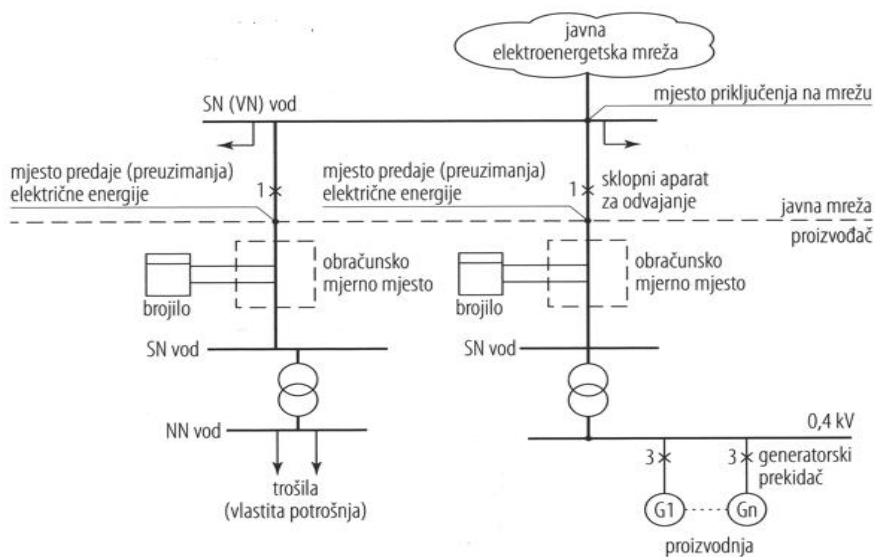 javna
elektroenergetska mreža
SN (VN) vod
mjesto priključenja na mrežu
mjesto predaje (preuzimanja)
električne energije
1
mjesto predaje (preuzimanja)
električne energije
1
sklopni aparat
za odvajanje
javna mreža
proizvođač
brojilo
obračunsko
mjerno mjesto
brojilo
obračunsko
mjerno mjesto
SN vod
SN vod
NN vod
0,4 kV
trošila
(vlastita potrošnja)
3
3
generatorski
prekidač
G1
Gn
proizvodnja